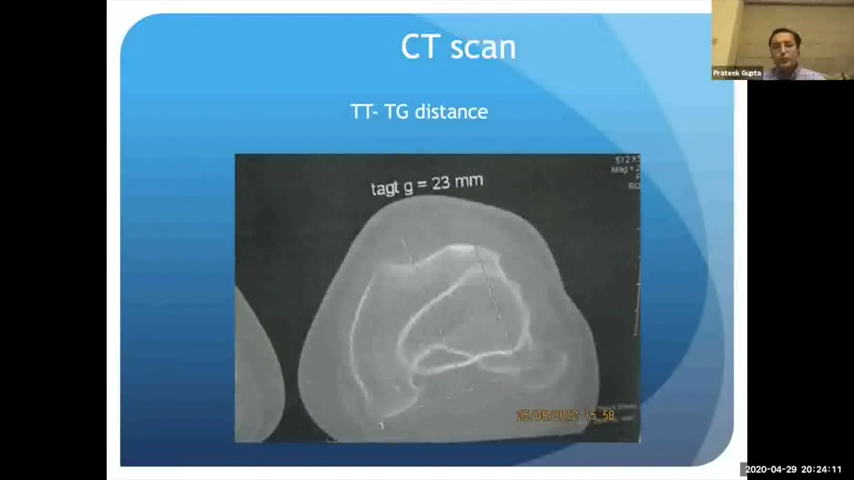 CT scan
Prateek Gupta
TT- TG distance
tagt g = 23 mm
2020-04-29 20:24:11